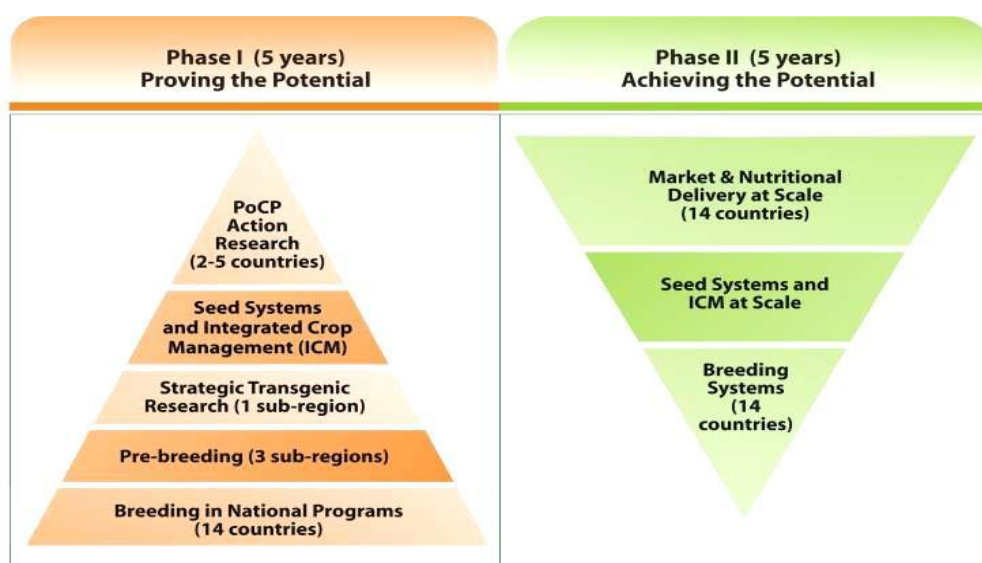 Phase I (5 years)
Proving the Potential
PoCP
Action
Research
(2-5 countries)
Seed Systems
and Integrated Crop
Management (ICM)
Strategic Transgenic
Research (1 sub-region)
Pre-breeding (3 sub-regions)
Breeding in National Programs
(14 countries)
Phase II (5 years)
Achieving the Potential
Market & Nutritional
Delivery at Scale
(14 countries)
Seed Systems and
ICM at Scale
Breeding
Systems
(14
countries)